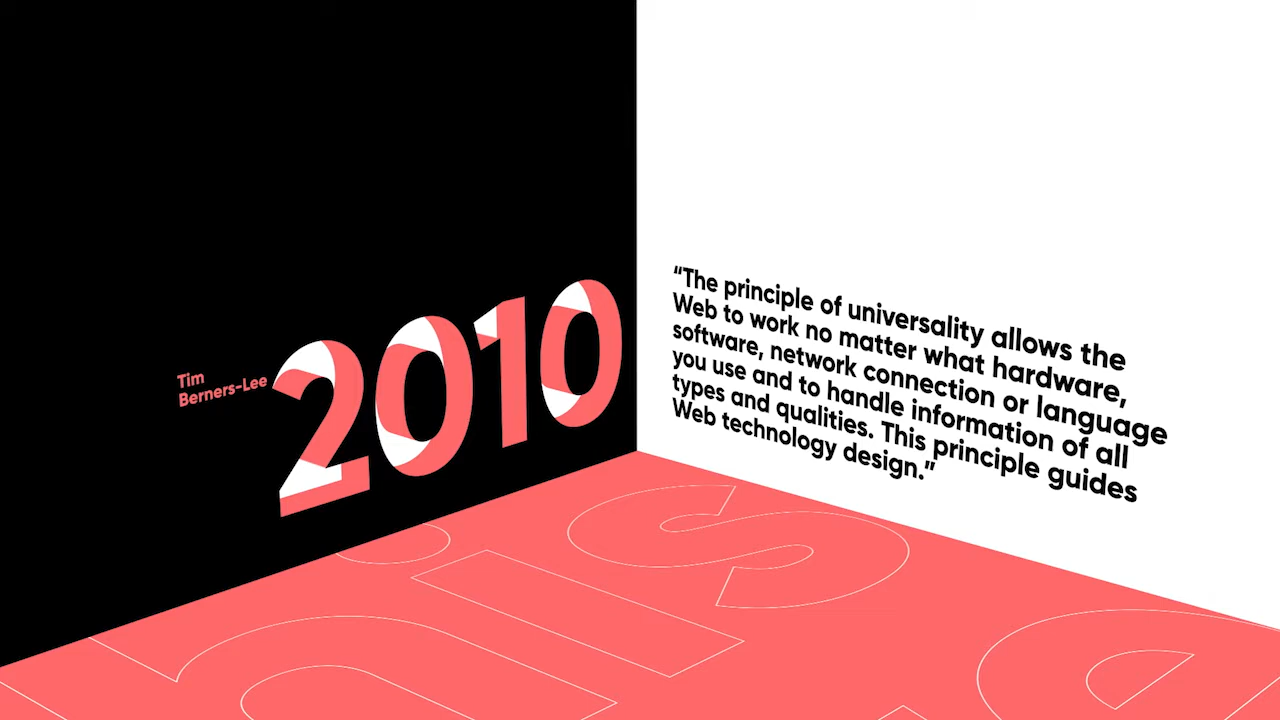 Tim
Berners-Lee
2010
“The principle of universality allows the
Web to work no matter what hardware,
software, network connection or language
you use and to handle information of all
types and qualities. This principle guides
Web technology design.”